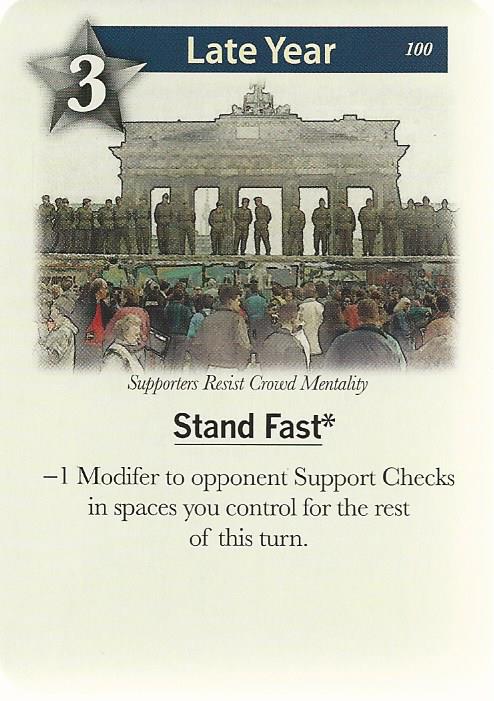 3
Late Year
100
Supporters Resist Crowd Mentality
Stand Fast*
−1 Modifer to opponent Support Checks
in spaces you control for the rest
of this turn.